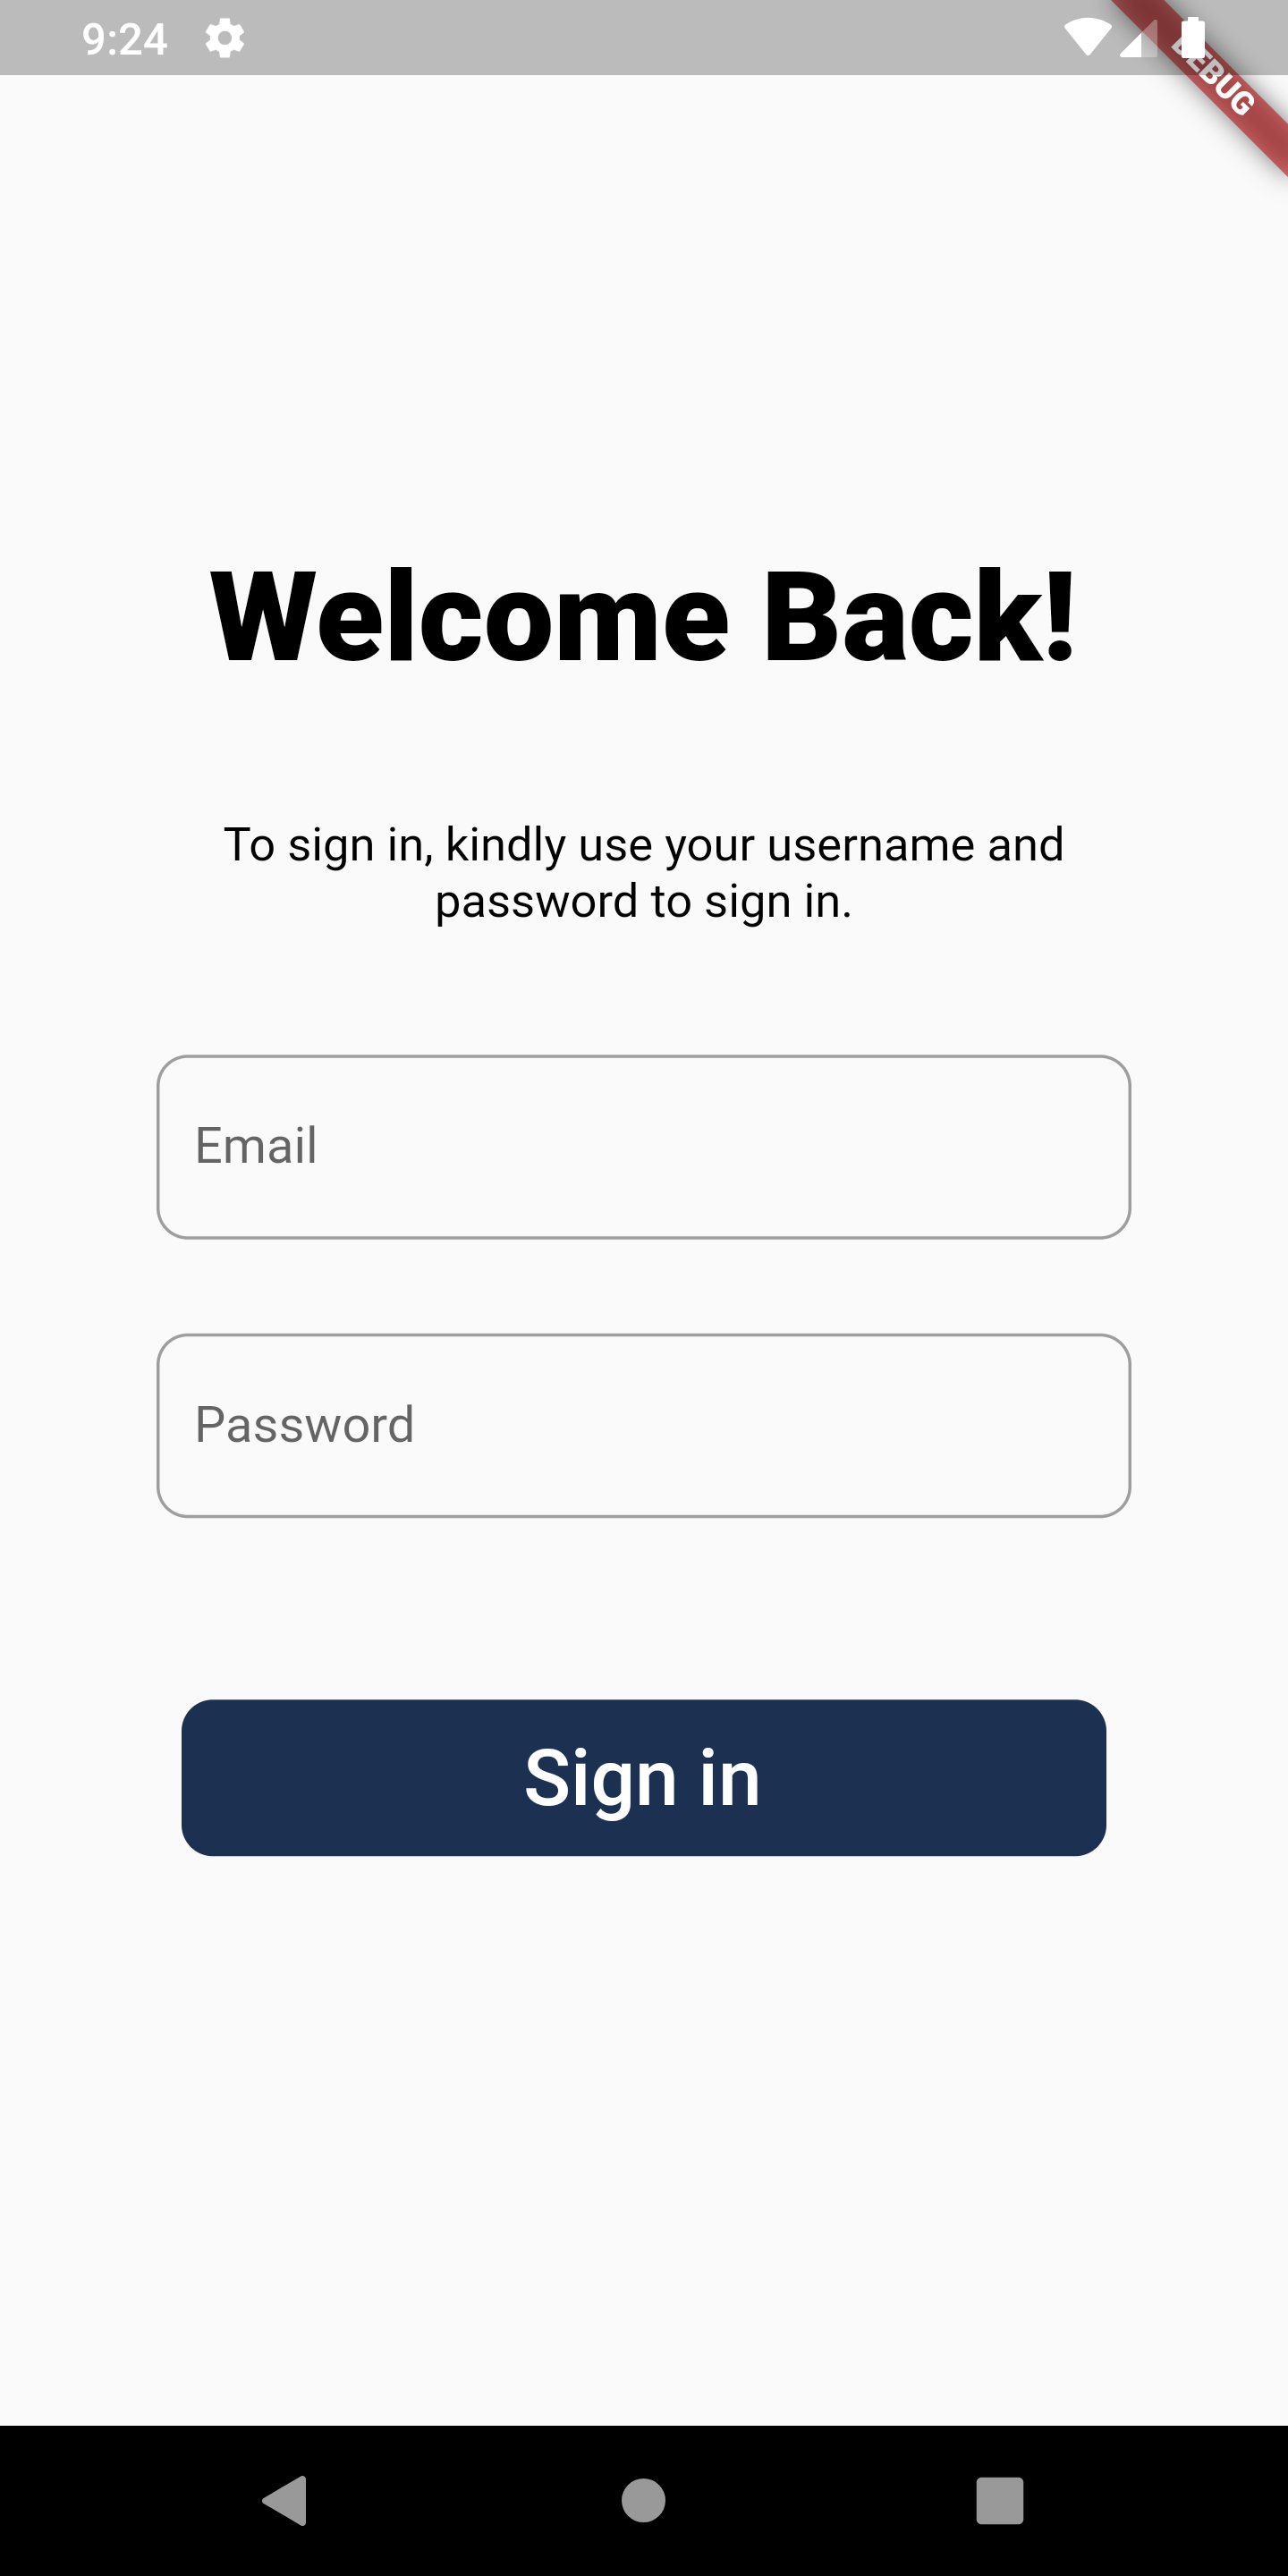 9:24
DEBUG
Welcome Back!
To sign in, kindly use your username and
password to sign in.
Email
Password
Sign in